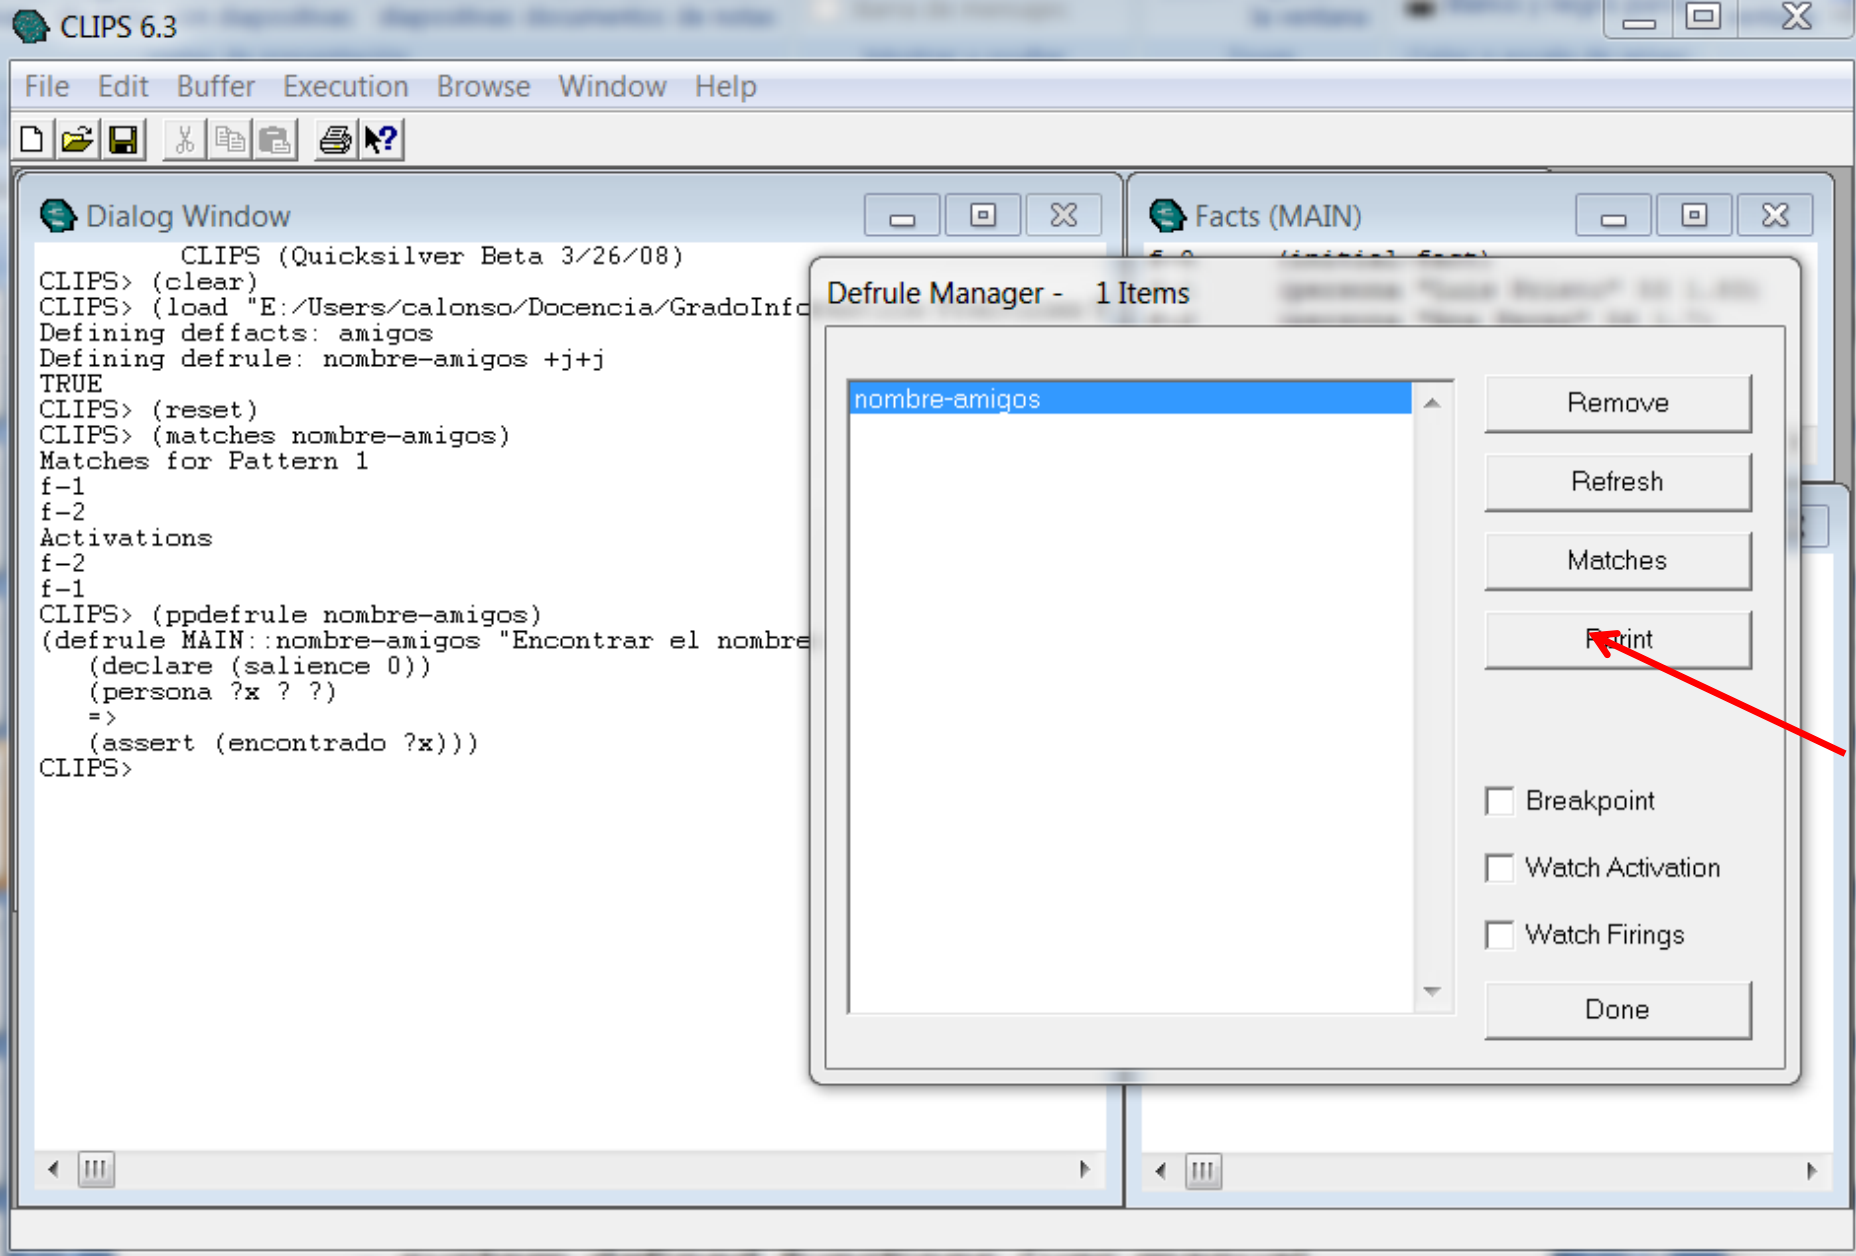 CLIPS 6.3
File Edit Buffer Execution Browse Window Help
Dialog Window
CLIPS (Quicksilver Beta 3/26/08)
CLIPS> (clear)
CLIPS> (load "E:/Users/calonso/Docencia/GradoInfo
Defining deffacts: amigos
Defining defrule: nombre-amigos +j+j
TRUE
CLIPS> (reset)
CLIPS> (matches nombre-amigos)
Matches for Pattern 1
f-1
f-2
Activations
f-2
f-1
CLIPS> (ppdefrule nombre-amigos)
(defrule MAIN::nombre-amigos "Encontrar el nombre
(declare (salience 0))
(persona ?x ? ?)
=>
(assert (encontrado ?x)))
CLIPS>
Facts (MAIN)
f-0 (initial-fact)
Defrule Manager - 1 Items
nombre-amigos
Remove
Refresh
Matches
Pprint
Breakpoint
Watch Activation
Watch Firings
Done